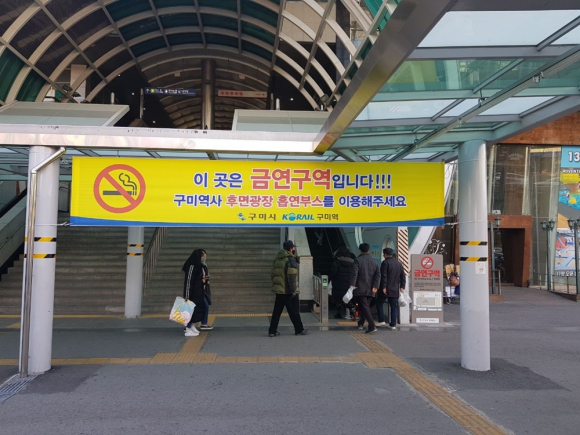 이 곳은 금연구역입니다!!!
구미역사 후면광장 흡연부스를 이용해주세요
구미시 KORAIL 구미역
금연구역
13